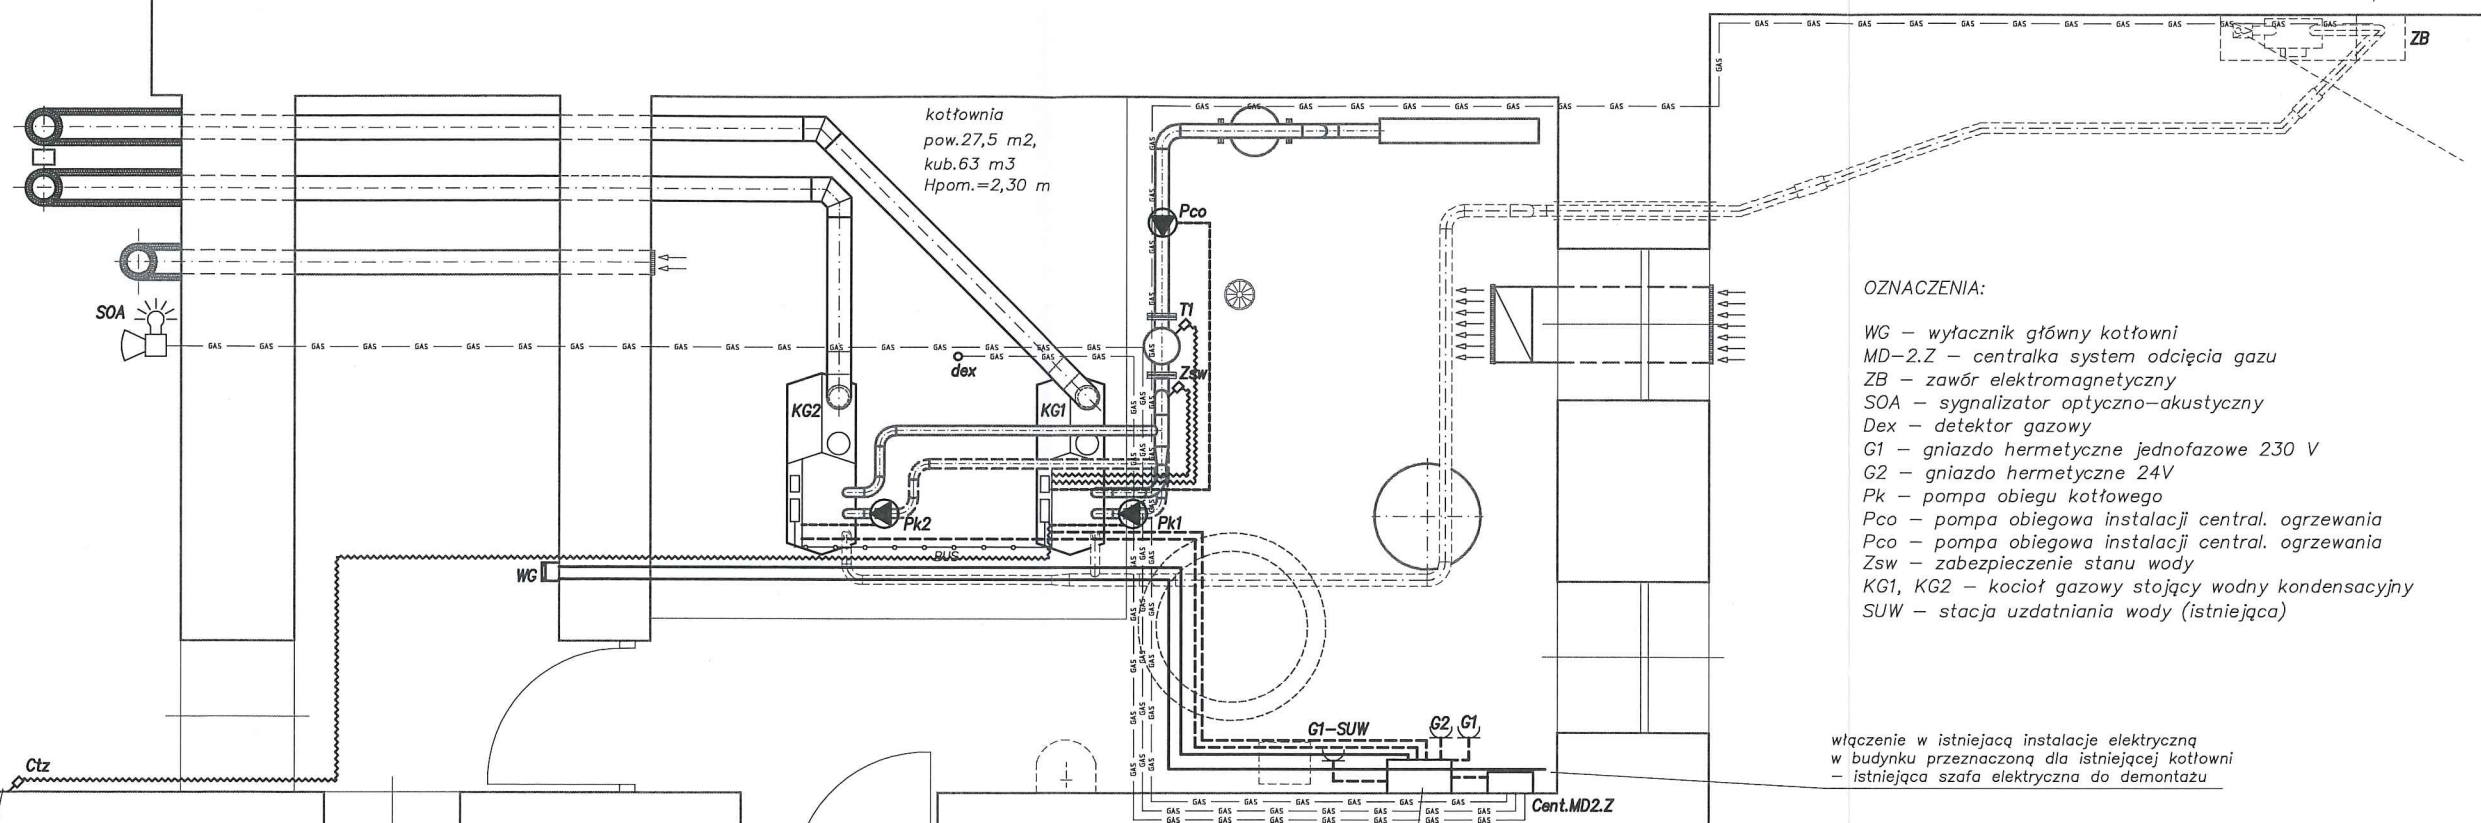 ZB
kotłownia
pow.27,5 m2,
kub.63 m3
Hpom.=2,30 m
Pco
SOA
T1
dex
Zsw
KG2
KG1
Pk2
Pk1
BUS
WG
Ctz
G1-SUW
G2
G1
Cent.MD2.Z
GAS
OZNACZENIA:
WG – wyłacznik główny kotłowni
MD-2.Z – centralka system odcięcia gazu
ZB – zawór elektromagnetyczny
SOA – sygnalizator optyczno-akustyczny
Dex – detektor gazowy
G1 – gniazdo hermetyczne jednofazowe 230 V
G2 – gniazdo hermetyczne 24V
Pk – pompa obiegu kotłowego
Pco – pompa obiegowa instalacji central. ogrzewania
Pco – pompa obiegowa instalacji central. ogrzewania
Zsw – zabezpieczenie stanu wody
KG1, KG2 – kocioł gazowy stojący wodny kondensacyjny
SUW – stacja uzdatniania wody (istniejąca)
włączenie w istniejacą instalacje elektryczną
w budynku przeznaczoną dla istniejącej kotłowni
– istniejąca szafa elektryczna do demontażu